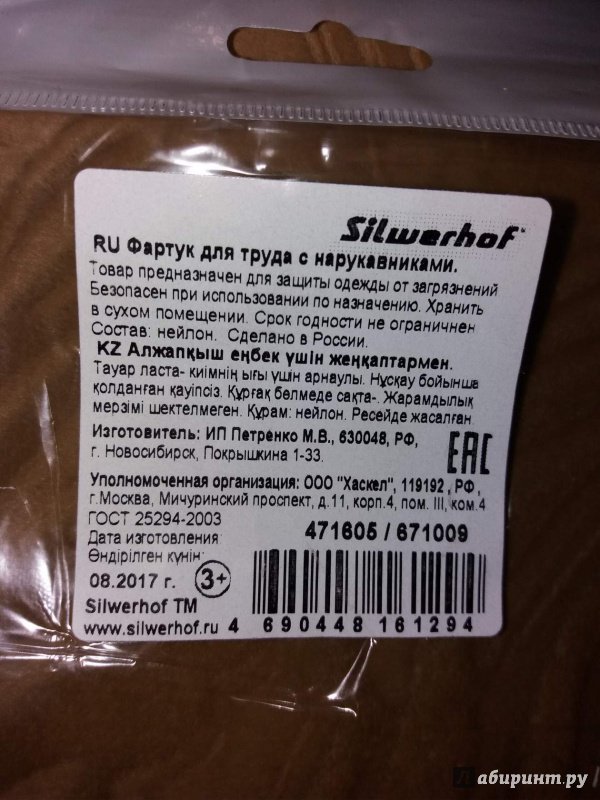 Silwerhof™
RU Фартук для труда с нарукавниками.
Товар предназначен для защиты одежды от загрязнений
Безопасен при использовании по назначению. Хранить
в сухом помещении. Срок годности не ограничен
Состав: нейлон. Сделано в России.
KZ Алжапқыш еңбек үшін жеңқаптармен.
Тауар ласта- киімнің ығы үшін арнаулы. Нұсқау бойынша
қолданған қауіпсіз. Құрғақ бөлмеде сақта-. Жарамдылық
мерзімі шектелмеген. Құрам: нейлон. Ресейде жасалған
Изготовитель: ИП Петренко М.В., 630048, РФ,
г. Новосибирск, Покрышкина 1-33.
EAC
Уполномоченная организация: ООО "Хаскел", 119192 , РФ ,
г.Москва, Мичуринский проспект, д.11, корп.4, пом. III, ком.4
ГОСТ 25294-2003
471605 / 671009
Дата изготовления:
Өндірілген күнін:
08.2017 г. 3+
Silwerhof TM
www.silwerhof.ru 4 690448 161294
абиринт.ру